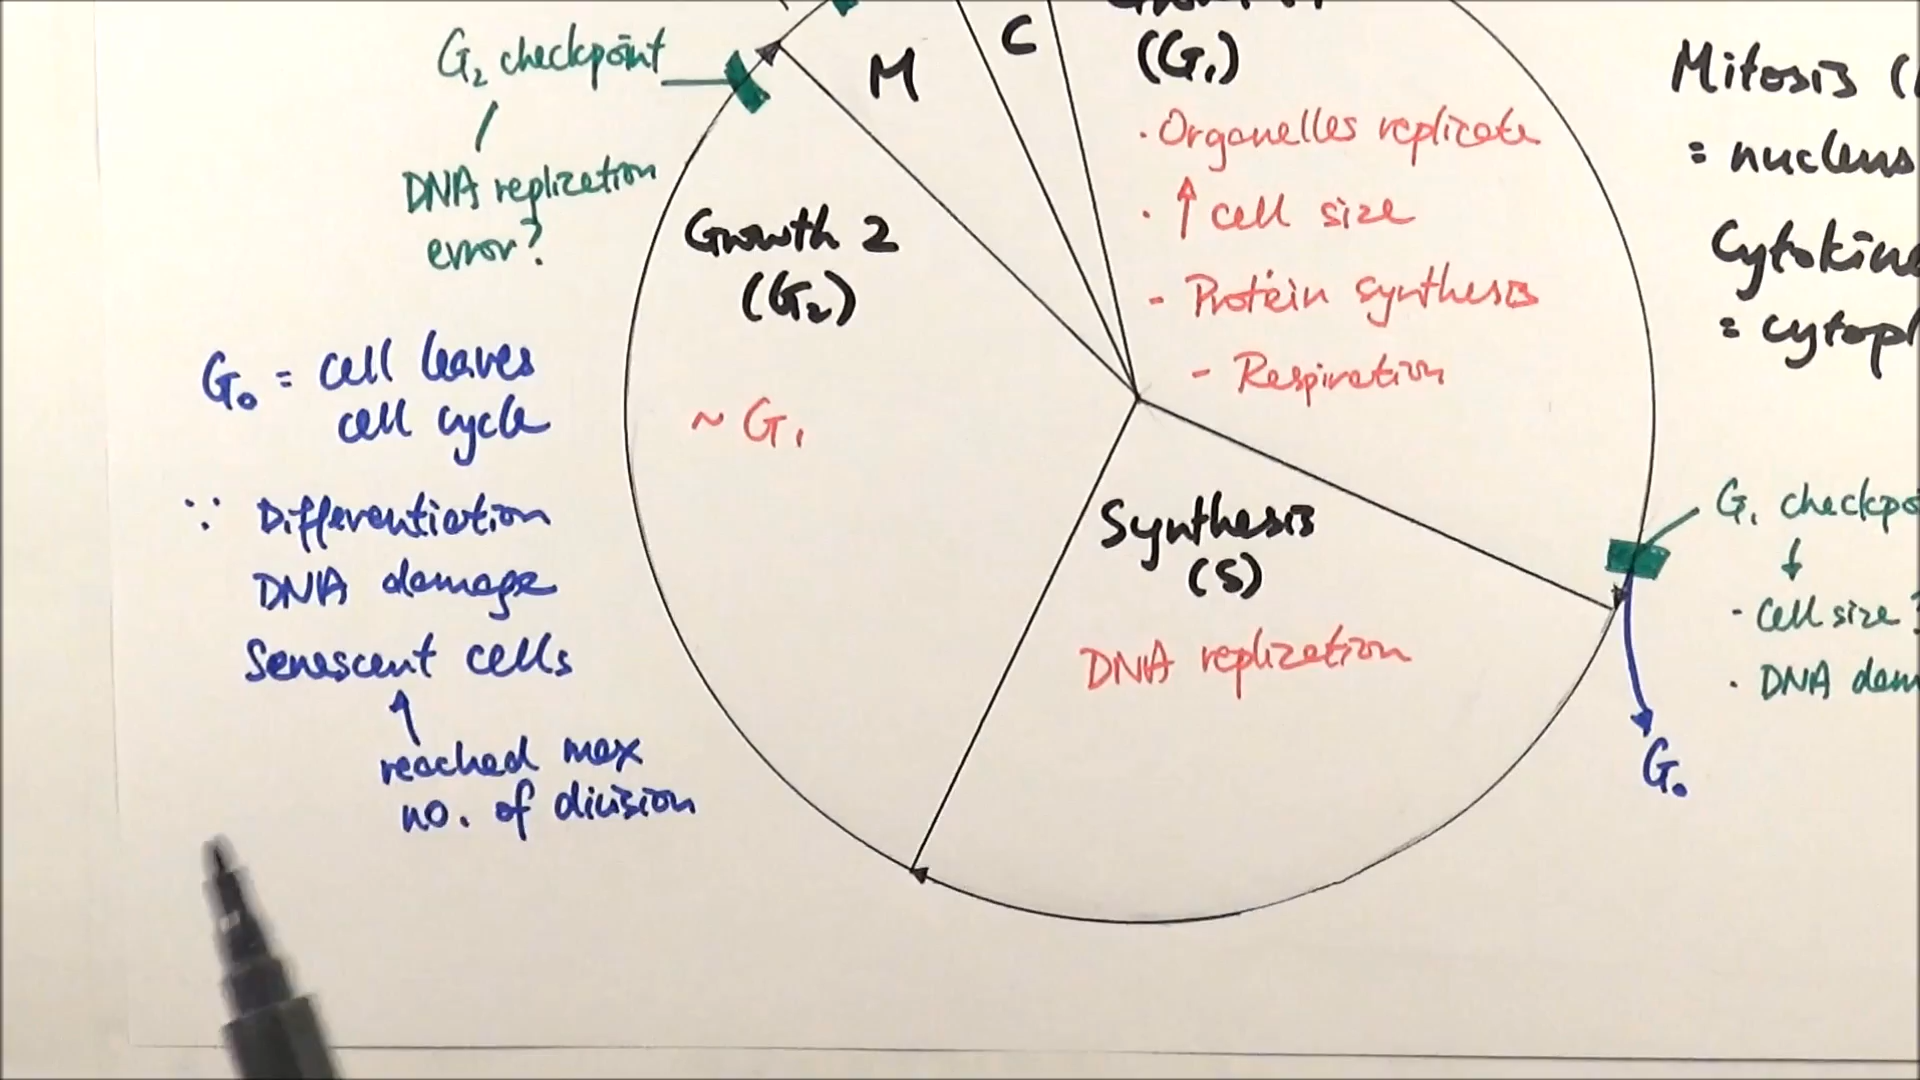 G₂ checkpoint
DNA replication
error?
M
C
(G₁)
· Organelles replicate
· ↑ cell size
- Protein synthesis
- Respiration
Growth 2
(G₂)
~ G₁
Synthesis
(S)
DNA replication
G₀ = cell leaves
cell cycle
∵ Differentiation
DNA damage
Senescent cells
↑
reached max
no. of division
Mitosis (
= nucleus
Cytokine
= cytopl
G₁ checkpo
↓
- Cell size?
· DNA dam
G₀